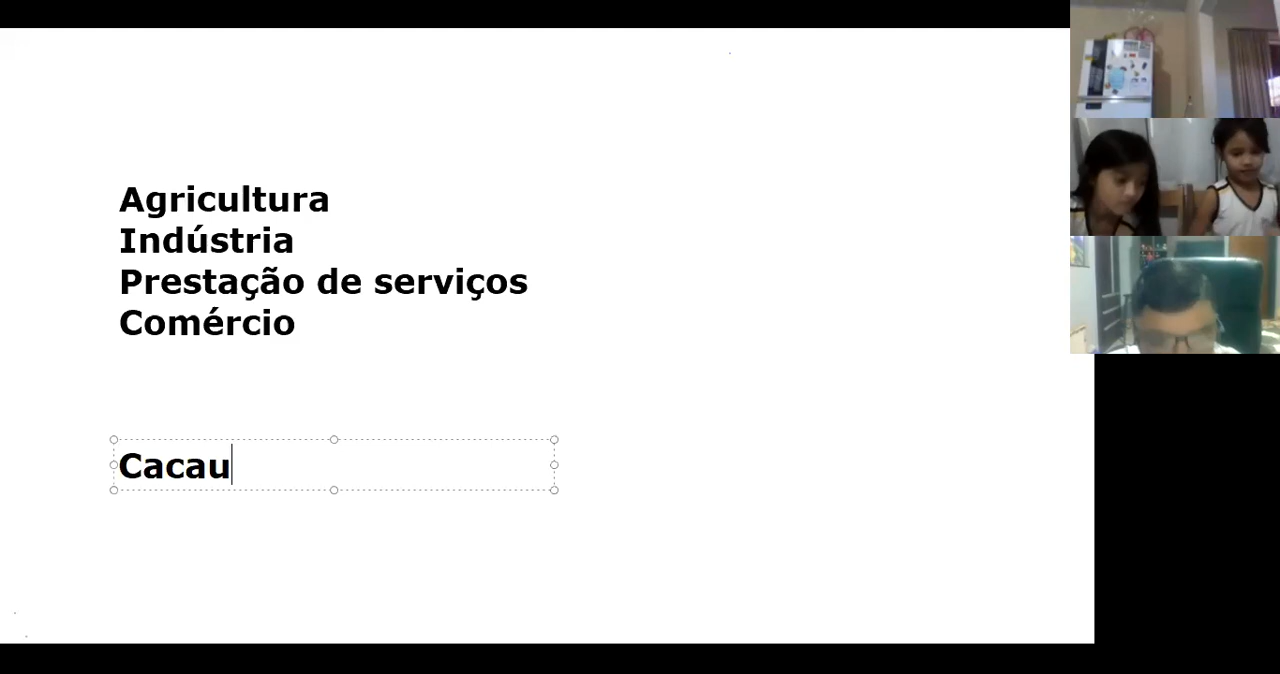 Agricultura
Indústria
Prestação de serviços
Comércio
Cacau